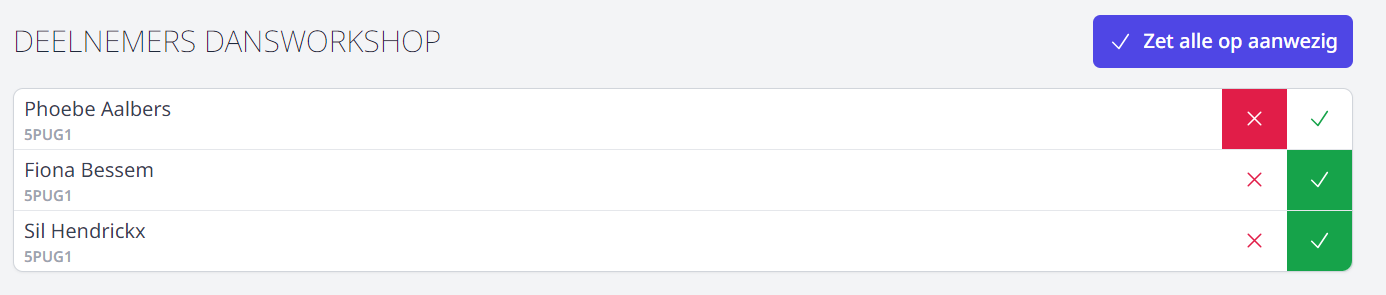 DEELNEMERS DANSWORKSHOP
Zet alle op aanwezig
Phoebe Aalbers
5PUG1
Fiona Bessem
5PUG1
Sil Hendrickx
5PUG1